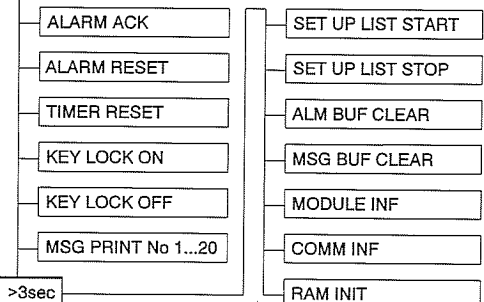 ALARM ACK
ALARM RESET
TIMER RESET
KEY LOCK ON
KEY LOCK OFF
MSG PRINT No 1...20
>3sec
SET UP LIST START
SET UP LIST STOP
ALM BUF CLEAR
MSG BUF CLEAR
MODULE INF
COMM INF
RAM INIT